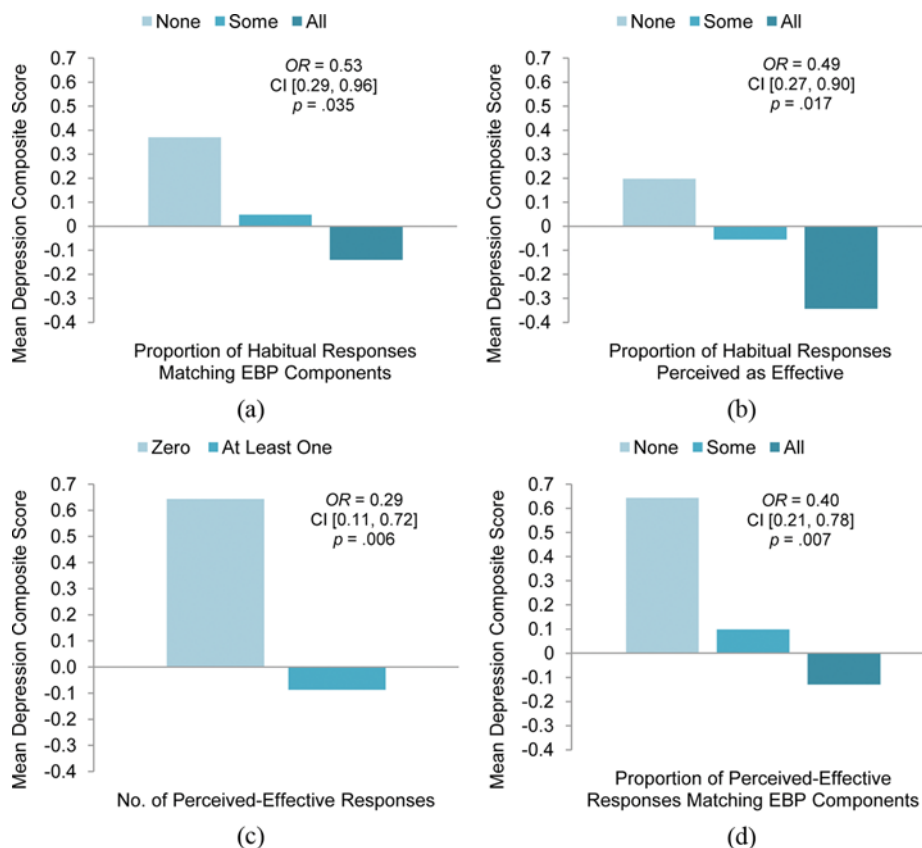 None Some All
0.7
0.6
0.5
0.4
0.3
0.2
0.1
0
-0.1
-0.2
-0.3
-0.4
Mean Depression Composite Score
OR = 0.53
CI [0.29, 0.96]
p = .035
Proportion of Habitual Responses
Matching EBP Components
(a)
None Some All
0.7
0.6
0.5
0.4
0.3
0.2
0.1
0
-0.1
-0.2
-0.3
-0.4
Mean Depression Composite Score
OR = 0.49
CI [0.27, 0.90]
p = .017
Proportion of Habitual Responses
Perceived as Effective
(b)
Zero At Least One
0.7
0.6
0.5
0.4
0.3
0.2
0.1
0.0
-0.1
-0.2
-0.3
-0.4
Mean Depression Composite Score
OR = 0.29
CI [0.11, 0.72]
p = .006
No. of Perceived-Effective Responses
(c)
None Some All
0.7
0.6
0.5
0.4
0.3
0.2
0.1
0
-0.1
-0.2
-0.3
-0.4
Mean Depression Composite Score
OR = 0.40
CI [0.21, 0.78]
p = .007
Proportion of Perceived-Effective
Responses Matching EBP Components
(d)